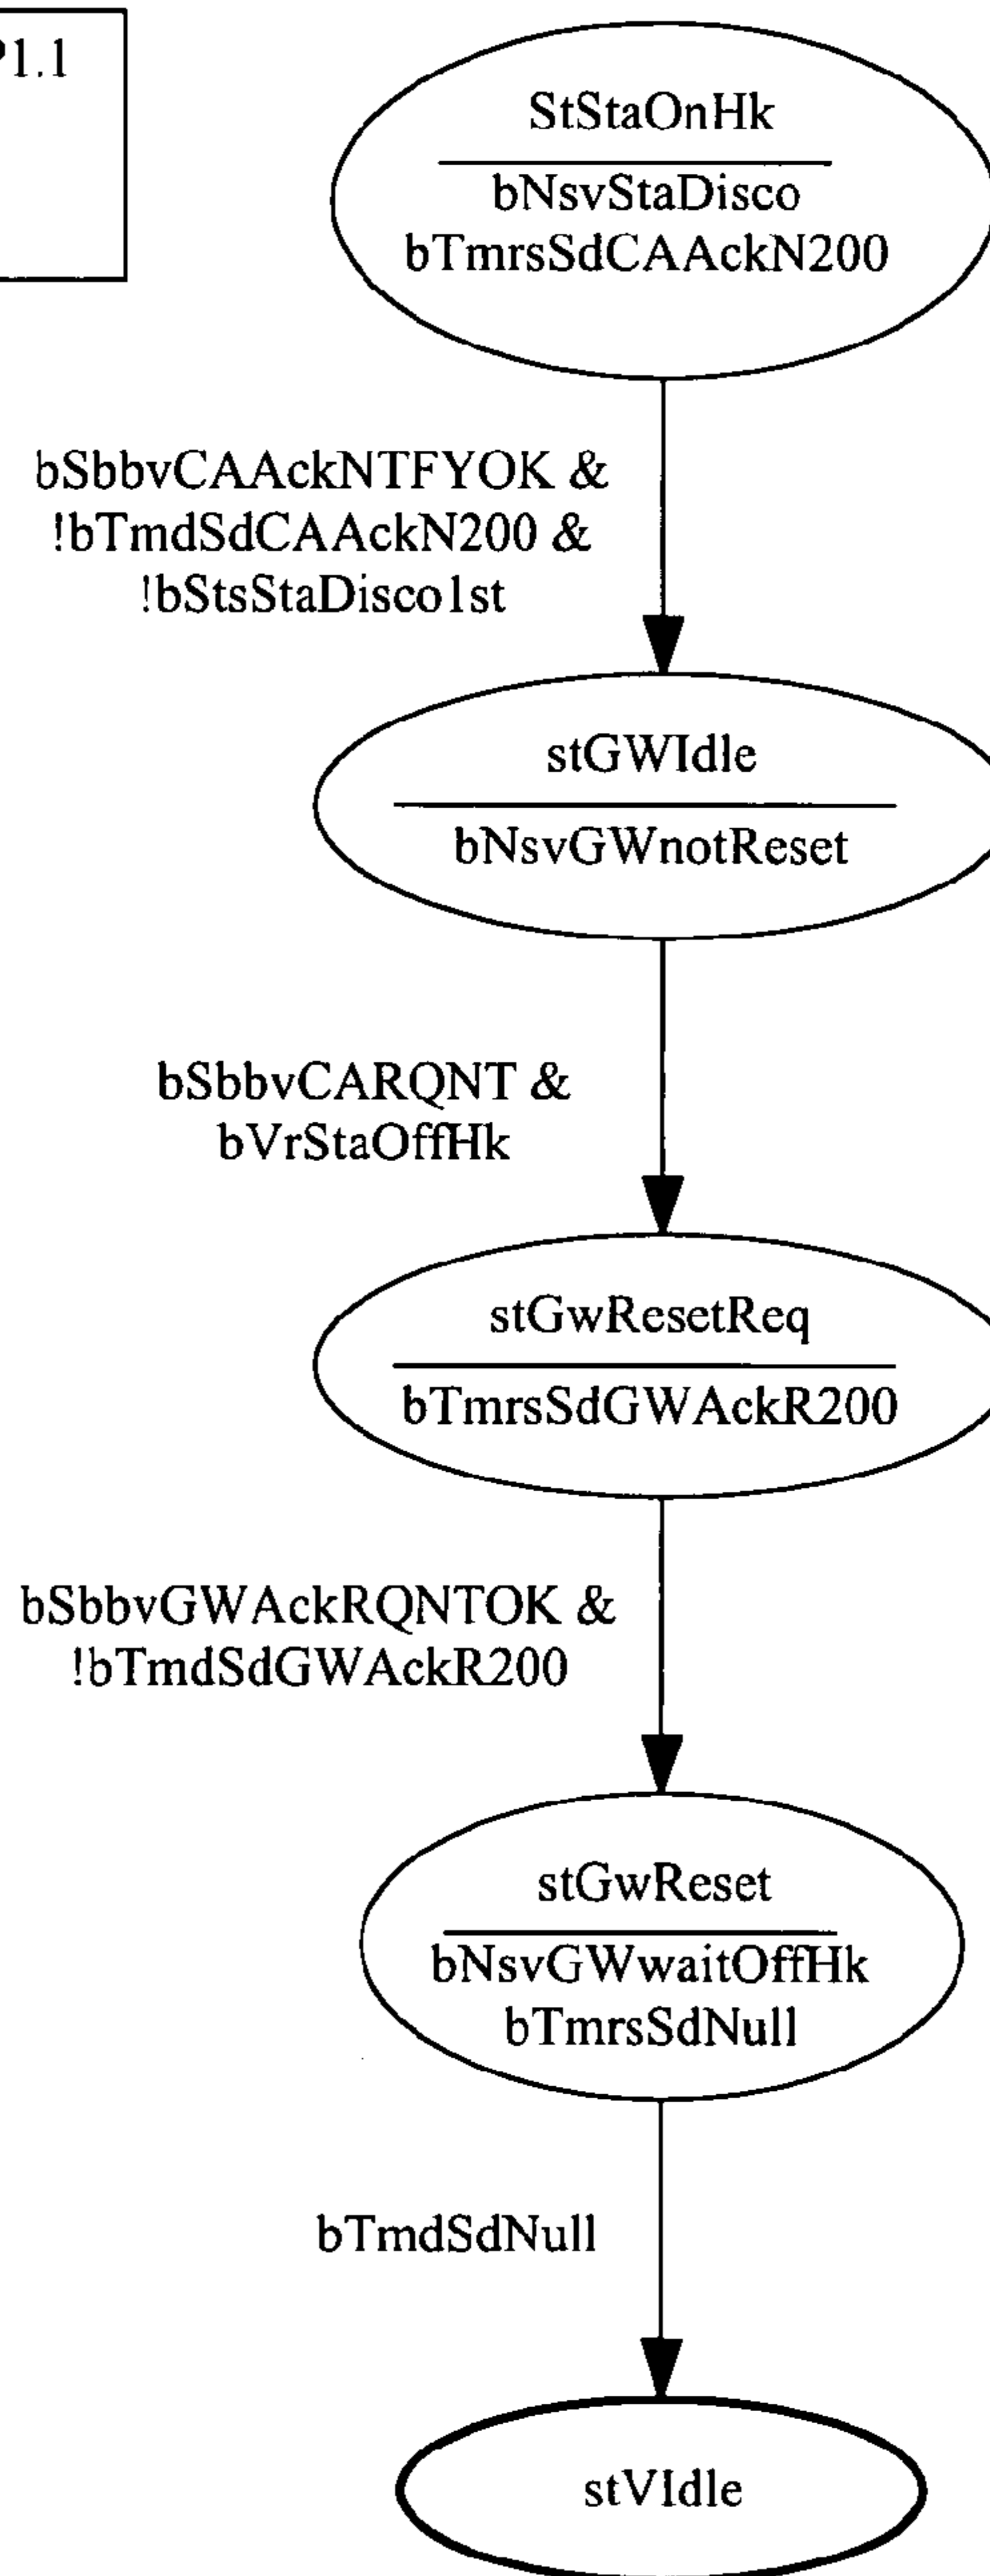 P1.1
StStaOnHk
bNsvStaDisco
bTmrsSdCAAckN200
bSbbvCAAckNTFYOK &
!bTmdSdCAAckN200 &
!bStsStaDisco1st
stGWIdle
bNsvGWnotReset
bSbbvCARQNT &
bVrStaOffHk
stGwResetReq
bTmrsSdGWAckR200
bSbbvGWAckRQNTOK &
!bTmdSdGWAckR200
stGwReset
bNsvGWwaitOffHk
bTmrsSdNull
bTmdSdNull
stVIdle